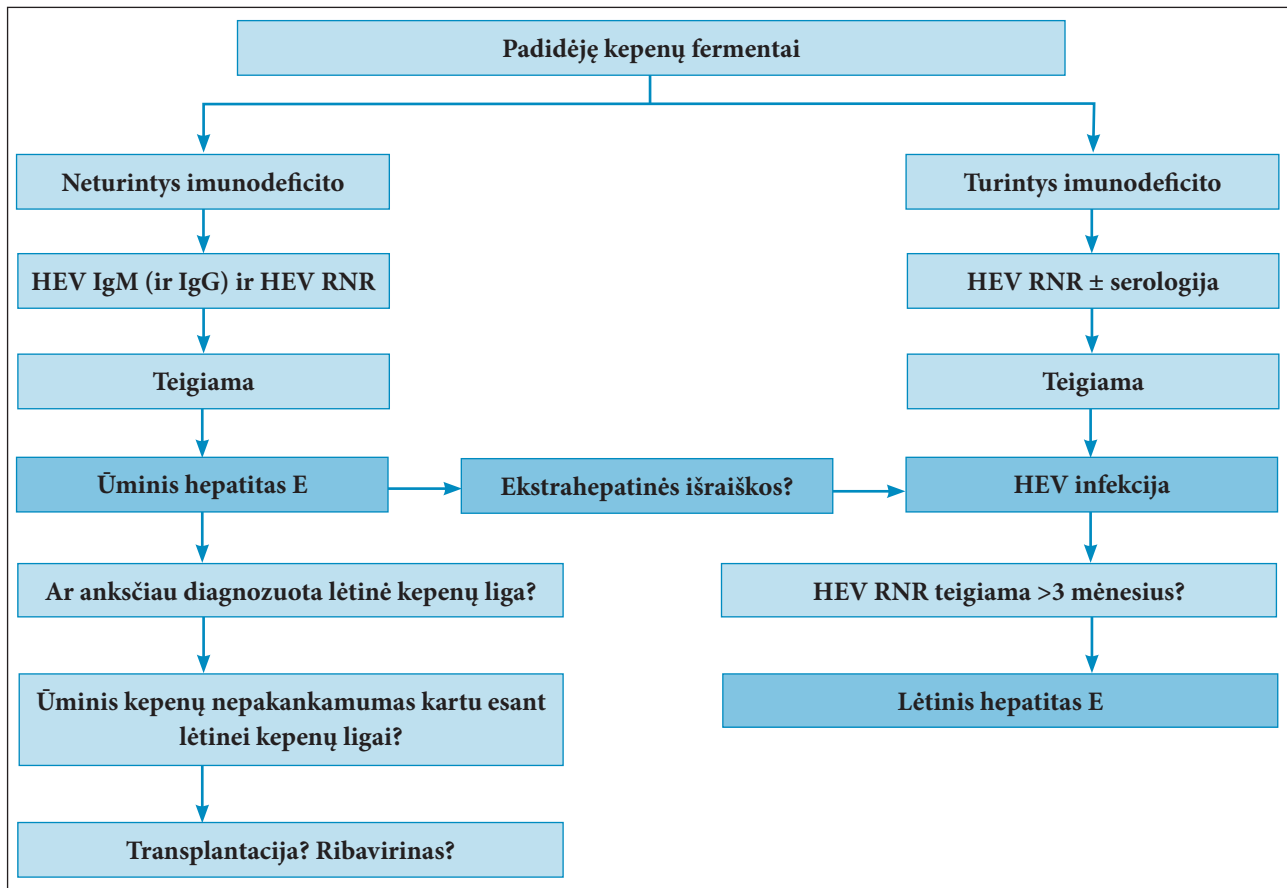 Padidėję kepenų fermentai
Neturintys imunodeficito
Turintys imunodeficito
HEV IgM (ir IgG) ir HEV RNR
HEV RNR ± serologija
Teigiama
Teigiama
Ūminis hepatitas E
Ekstrahepatinės išraiškos?
HEV infekcija
Ar anksčiau diagnozuota lėtinė kepenų liga?
HEV RNR teigiama >3 mėnesius?
Ūminis kepenų nepakankamumas kartu esant
lėtinei kepenų ligai?
Lėtinis hepatitas E
Transplantacija? Ribavirinas?